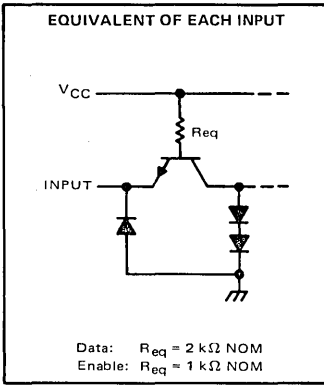 EQUIVALENT OF EACH INPUT
VCC
Req
INPUT
Data: Req = 2 kΩ NOM
Enable: Req = 1 kΩ NOM